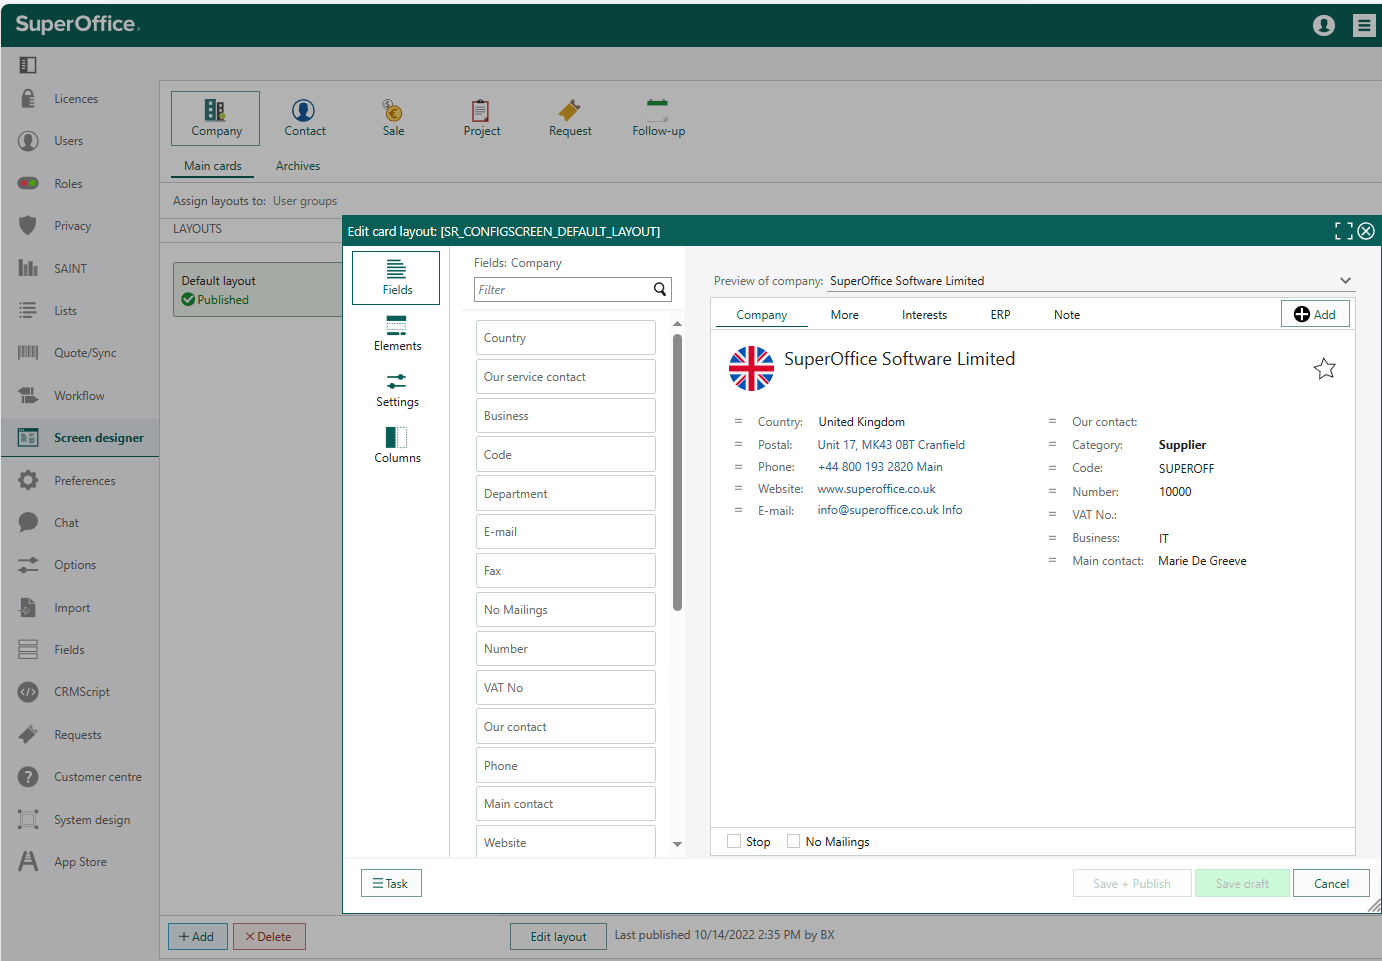 SuperOffice.
Licences
Users
Roles
Privacy
SAINT
Lists
Quote/Sync
Workflow
Screen designer
Preferences
Chat
Options
Import
Fields
CRMScript
Requests
Customer centre
System design
App Store
Company
Contact
Sale
Project
Request
Follow-up
Main cards
Archives
Assign layouts to: User groups
LAYOUTS
Default layout
Published
Edit card layout: [SR_CONFIGSCREEN_DEFAULT_LAYOUT]
Fields
Elements
Settings
Columns
Fields: Company
Filter
Country
Our service contact
Business
Code
Department
E-mail
Fax
No Mailings
Number
VAT No
Our contact
Phone
Main contact
Website
Preview of company: SuperOffice Software Limited
Company More Interests ERP Note
Add
SuperOffice Software Limited
= Country: United Kingdom
= Postal: Unit 17, MK43 0BT Cranfield
= Phone: +44 800 193 2820 Main
= Website: www.superoffice.co.uk
= E-mail: info@superoffice.co.uk Info
= Our contact:
= Category: Supplier
= Code: SUPEROFF
= Number: 10000
= VAT No.:
= Business: IT
= Main contact: Marie De Greeve
Stop No Mailings
Task
Save + Publish
Save draft
Cancel
+ Add
× Delete
Edit layout
Last published 10/14/2022 2:35 PM by BX